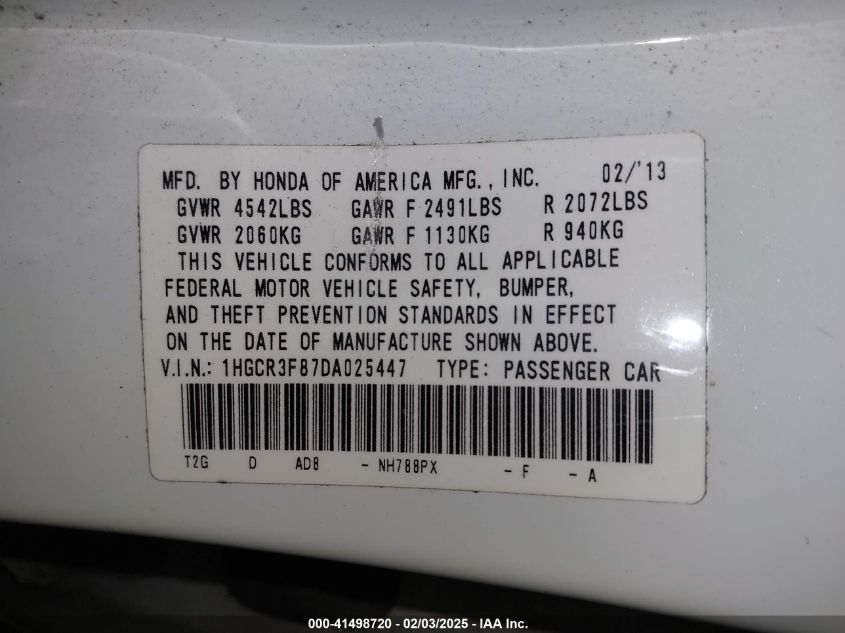 MFD. BY HONDA OF AMERICA MFG., INC. 02/'13
GVWR 4542LBS GAWR F 2491LBS R 2072LBS
GVWR 2060KG GAWR F 1130KG R 940KG
THIS VEHICLE CONFORMS TO ALL APPLICABLE
FEDERAL MOTOR VEHICLE SAFETY, BUMPER,
AND THEFT PREVENTION STANDARDS IN EFFECT
ON THE DATE OF MANUFACTURE SHOWN ABOVE.
V.I.N.: 1HGCR3F87DA025447 TYPE: PASSENGER CAR
T2G D AD8 - NH788PX - F - A
000-41498720 - 02/03/2025 - IAA Inc.